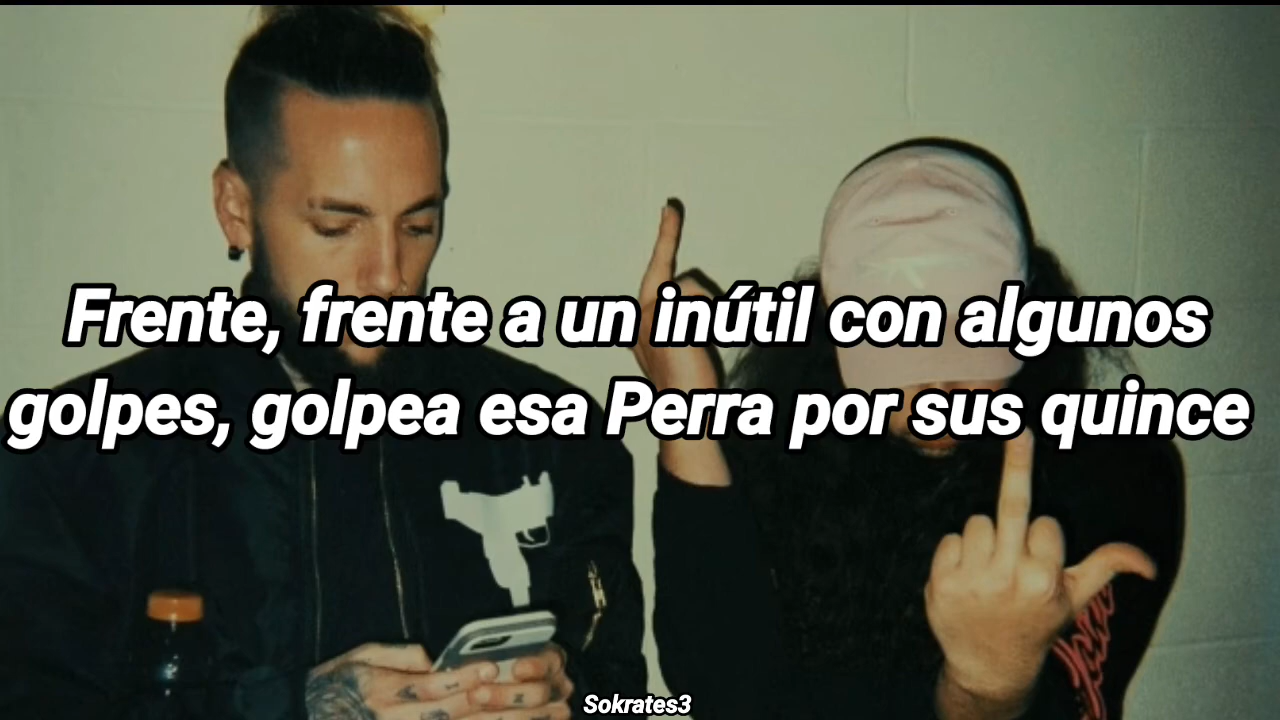 Frente, frente a un inútil con algunos
golpes, golpea esa Perra por sus quince
Sokrates3